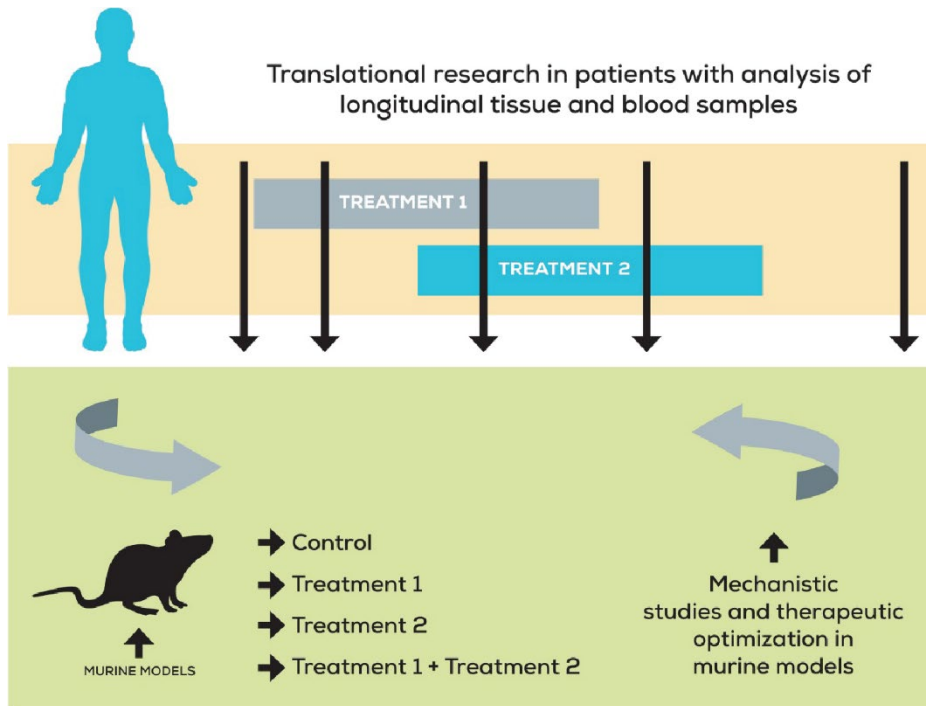 Translational research in patients with analysis of
longitudinal tissue and blood samples
TREATMENT 1
TREATMENT 2
Control
Treatment 1
Treatment 2
Treatment 1 + Treatment 2
MURINE MODELS
Mechanistic
studies and therapeutic
optimization in
murine models